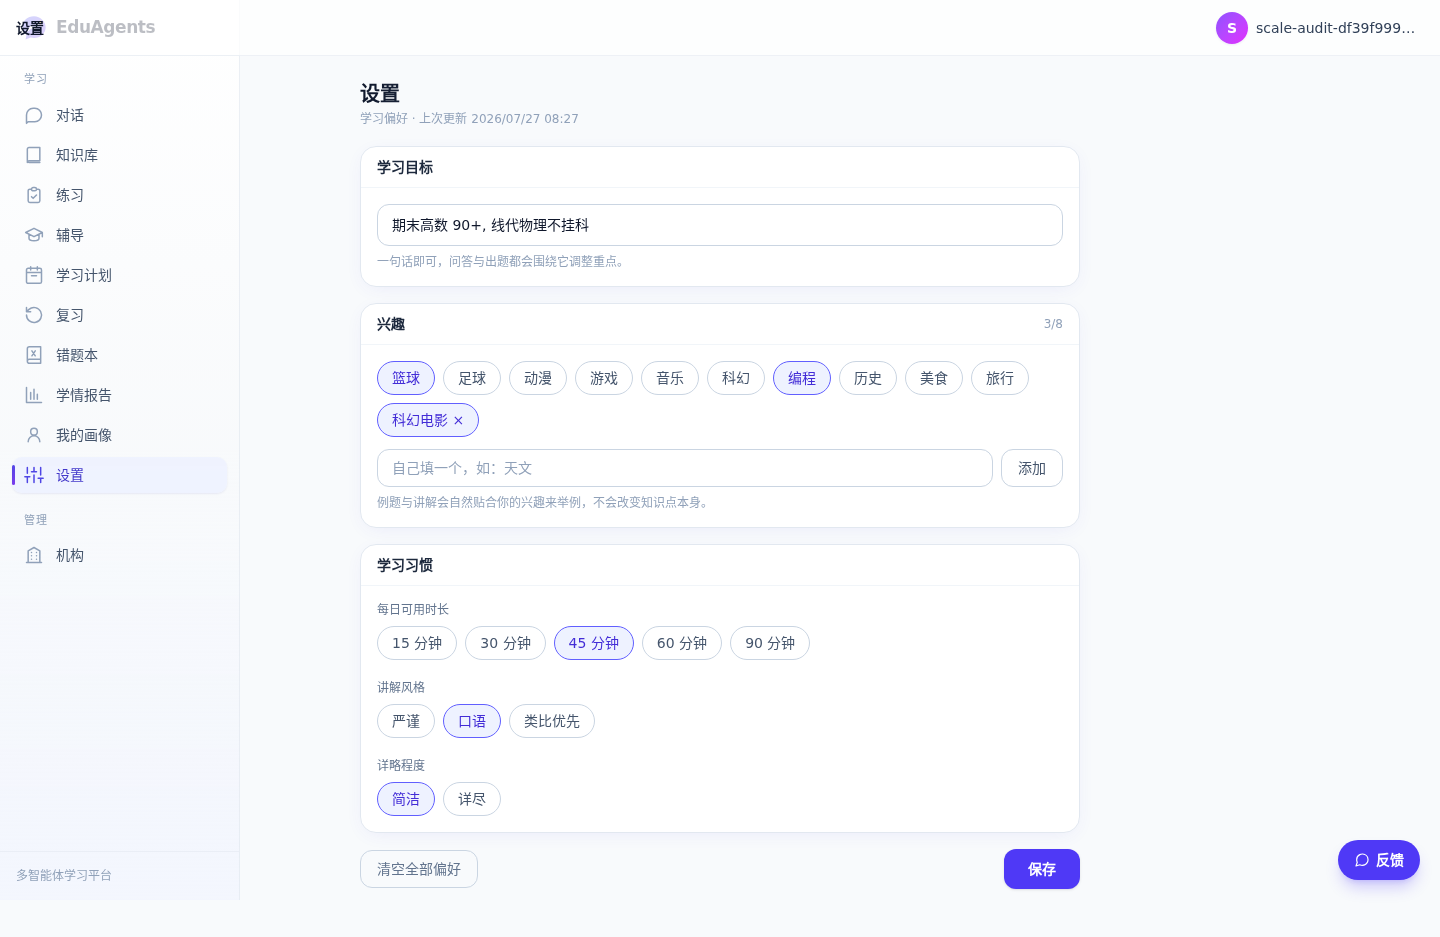 设置 EduAgents
S scale-audit-df39f999...
学习
对话
知识库
练习
辅导
学习计划
复习
错题本
学情报告
我的画像
设置
管理
机构
多智能体学习平台
设置
学习偏好 · 上次更新 2026/07/27 08:27
学习目标
期末高数 90+, 线代物理不挂科
一句话即可，问答与出题都会围绕它调整重点。
兴趣 3/8
篮球 足球 动漫 游戏 音乐 科幻 编程 历史 美食 旅行
科幻电影 ×
自己填一个，如：天文 添加
例题与讲解会自然贴合你的兴趣来举例，不会改变知识点本身。
学习习惯
每日可用时长
15 分钟 30 分钟 45 分钟 60 分钟 90 分钟
讲解风格
严谨 口语 类比优先
详略程度
简洁 详尽
清空全部偏好 保存
反馈